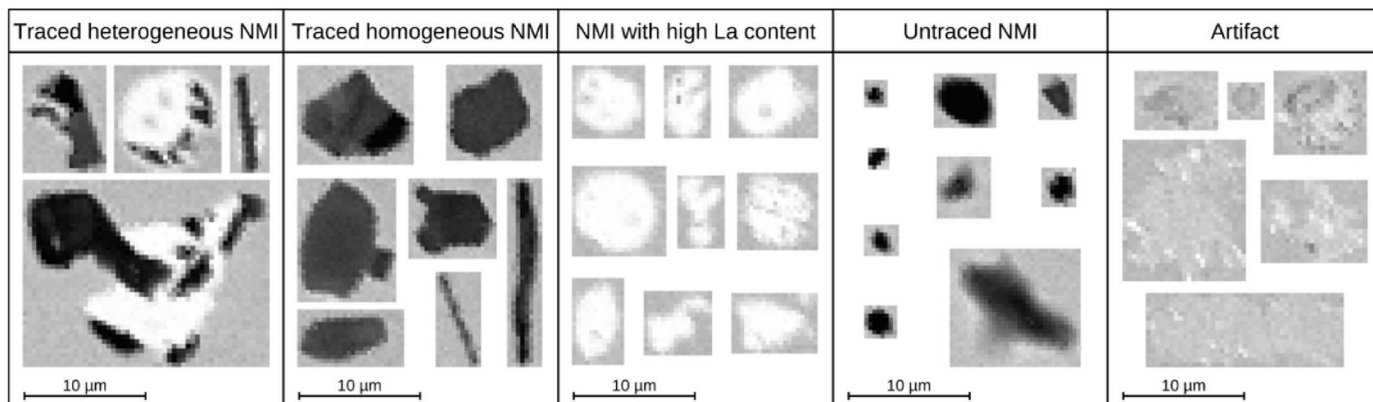 Traced heterogeneous NMI
Traced homogeneous NMI
NMI with high La content
Untraced NMI
Artifact
10 µm
10 µm
10 µm
10 µm
10 µm